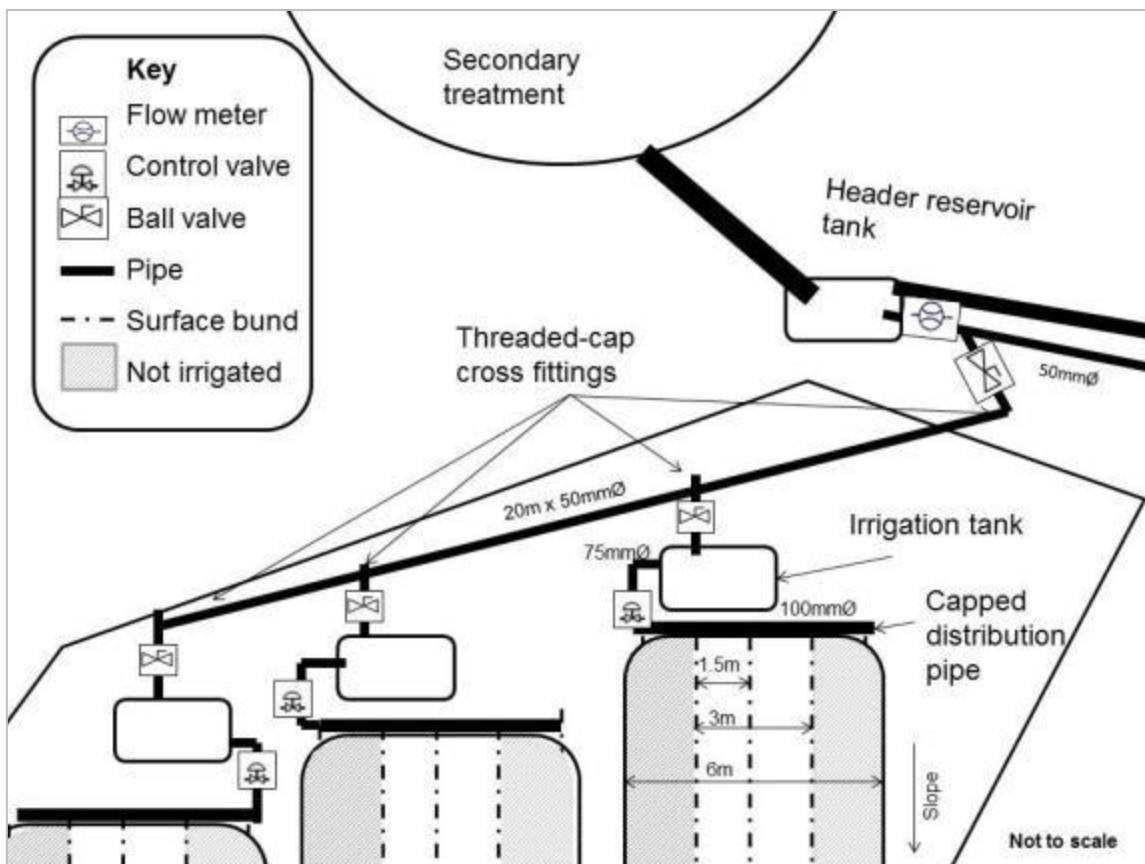 Key
Flow meter
Control valve
Ball valve
Pipe
Surface bund
Not irrigated
Secondary
treatment
Header reservoir
tank
50mmØ
Threaded-cap
cross fittings
20m x 50mmØ
Irrigation tank
75mmØ
100mmØ
Capped
distribution
pipe
1.5m
3m
6m
Slope
Not to scale